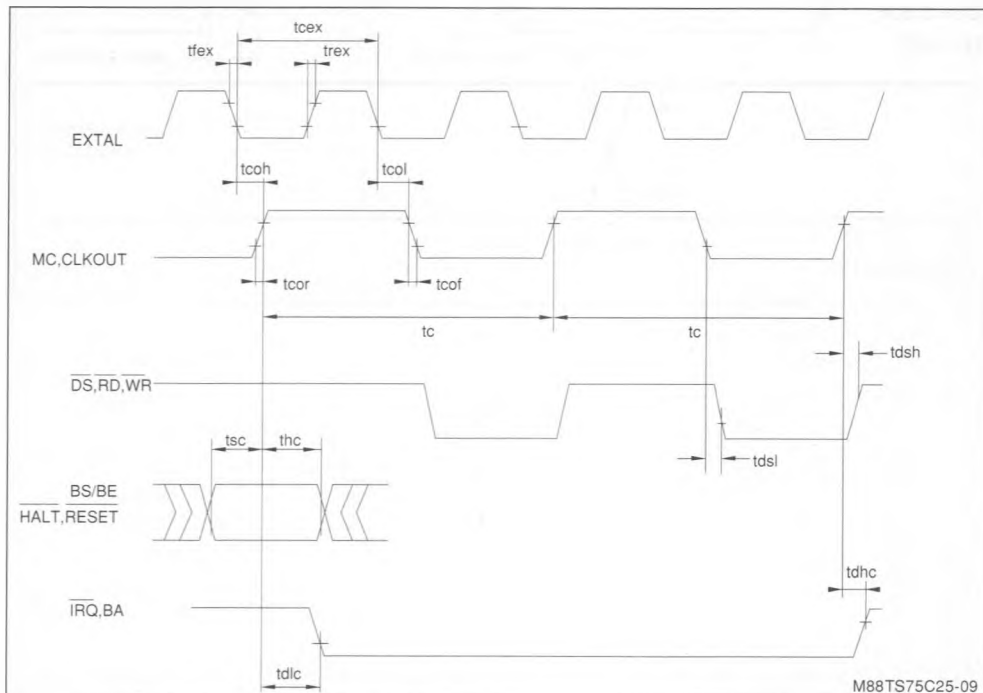 tcex
tfex
trex
EXTAL
tcoh
tcol
MC,CLKOUT
tcor
tcof
tc
tc
tdsh
DS,RD,WR
tsc
thc
tdsl
BS/BE
HALT,RESET
tdhc
IRQ,BA
tdlc
M88TS75C25-09